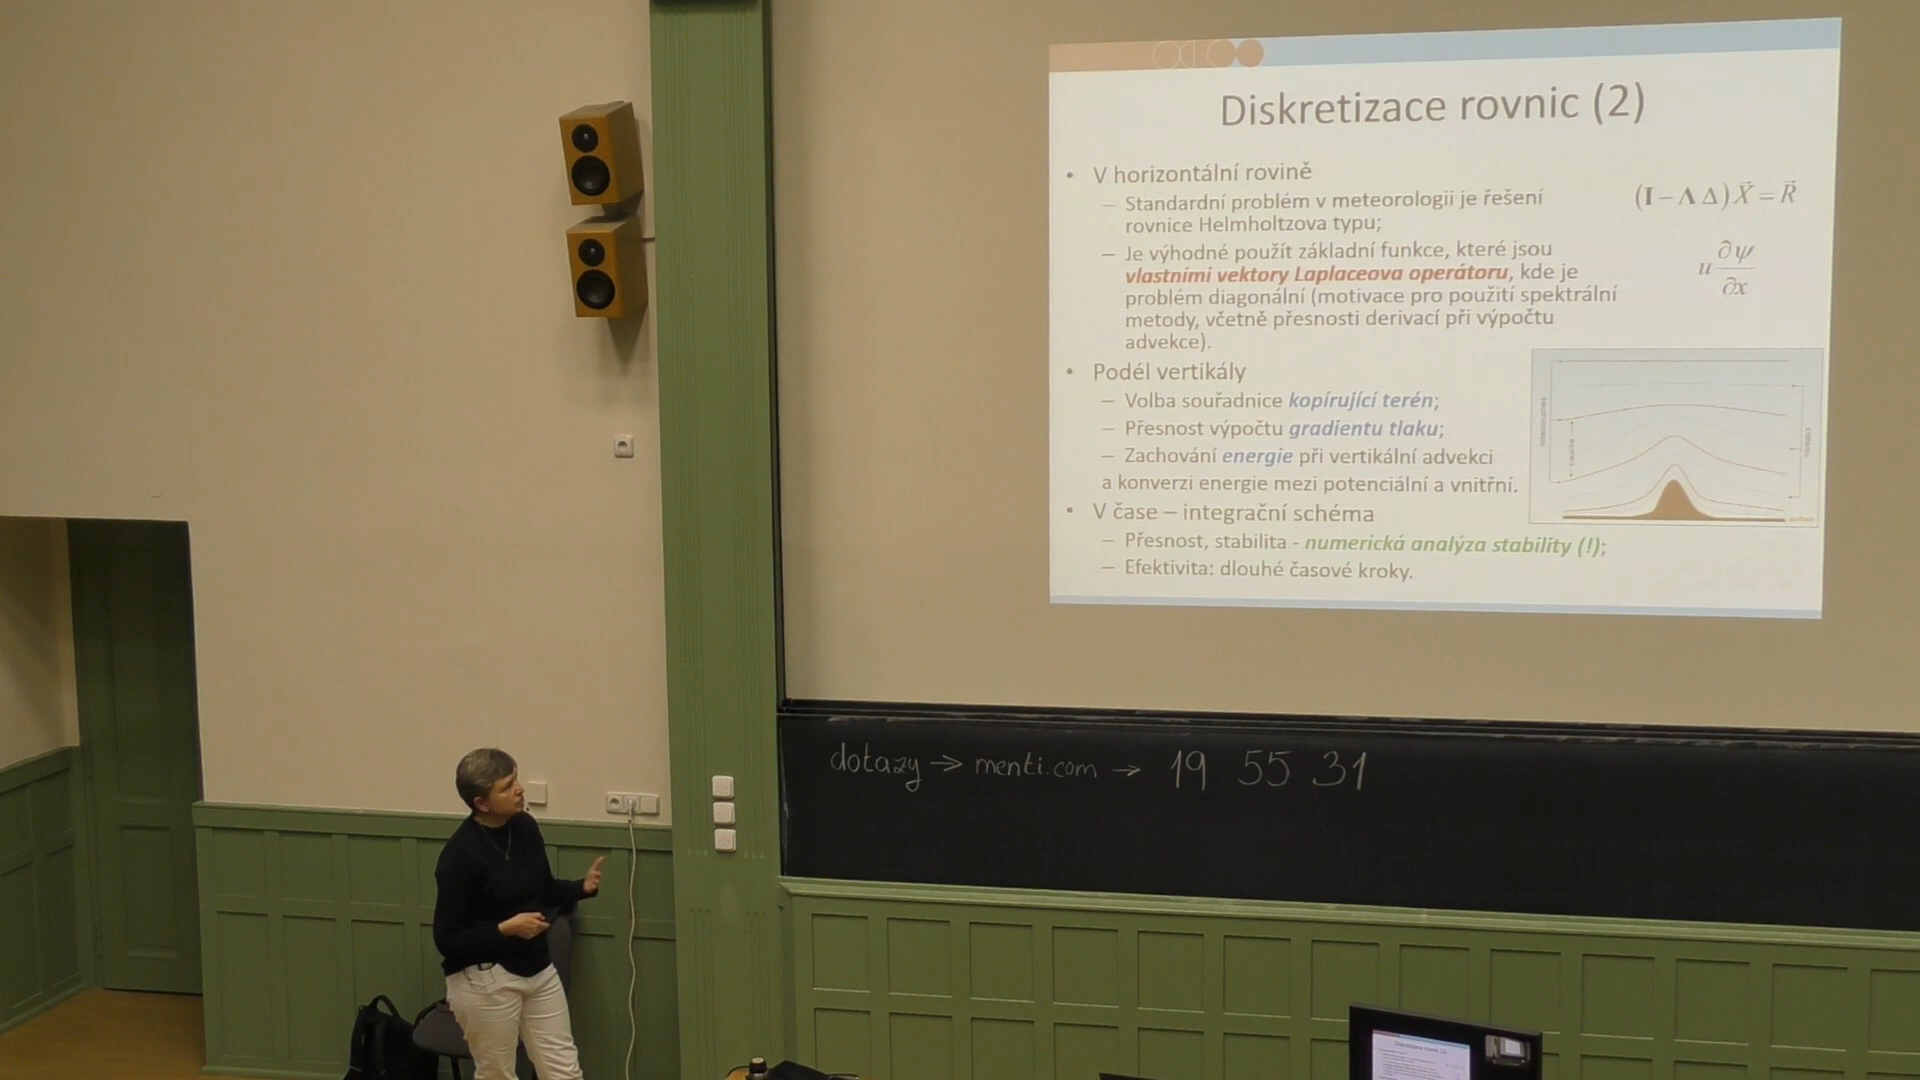 Diskretizace rovnic (2)
• V horizontální rovině
– Standardní problém v meteorologii je řešení
rovnice Helmholtzova typu;
– Je výhodné použít základní funkce, které jsou
vlastními vektory Laplaceova operátoru, kde je
problém diagonální (motivace pro použití spektrální
metody, včetně přesnosti derivací při výpočtu
advekce).
(I – Λ Δ) X⃗ = R⃗
u ∂ψ/∂x
• Podél vertikály
– Volba souřadnice kopírující terén;
– Přesnost výpočtu gradientu tlaku;
– Zachování energie při vertikální advekci
a konverzi energie mezi potenciální a vnitřní.
• V čase – integrační schéma
– Přesnost, stabilita - numerická analýza stability (!);
– Efektivita: dlouhé časové kroky.
dotazy → menti.com → 19 55 31
Diskretizace rovnic (2)